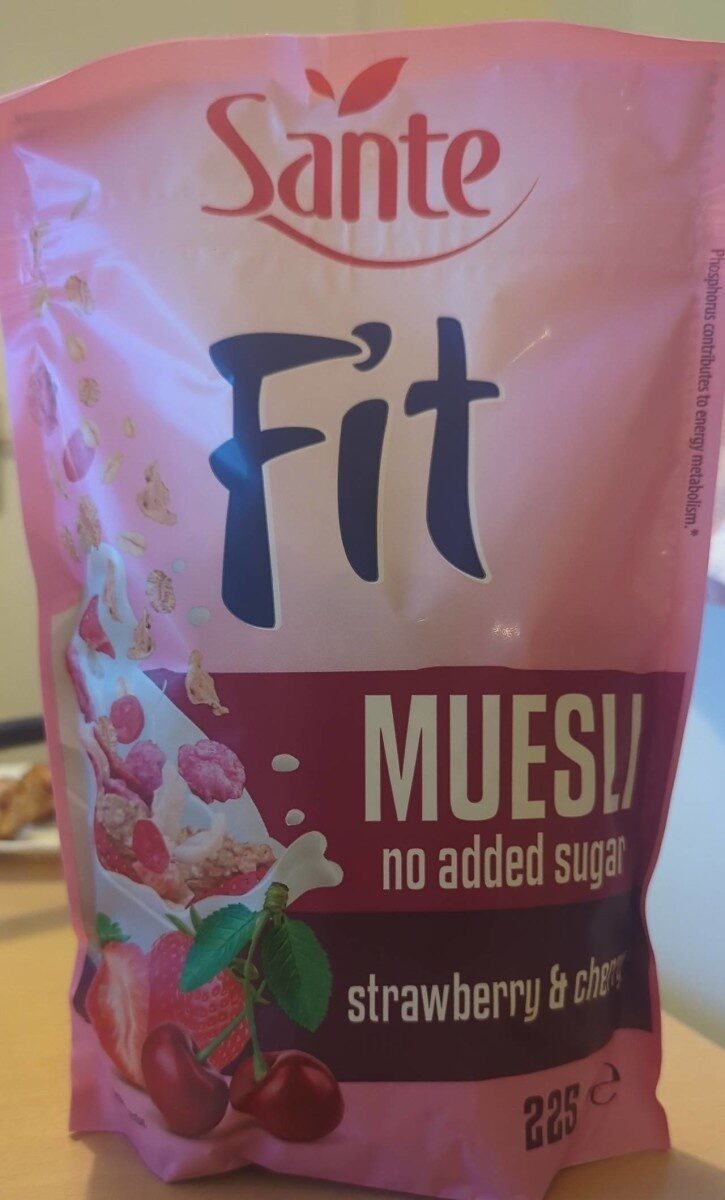 Sante
Fit
Phosphorus contributes to energy metabolism.*
MUESLI
no added sugar
strawberry & cherry
225 e